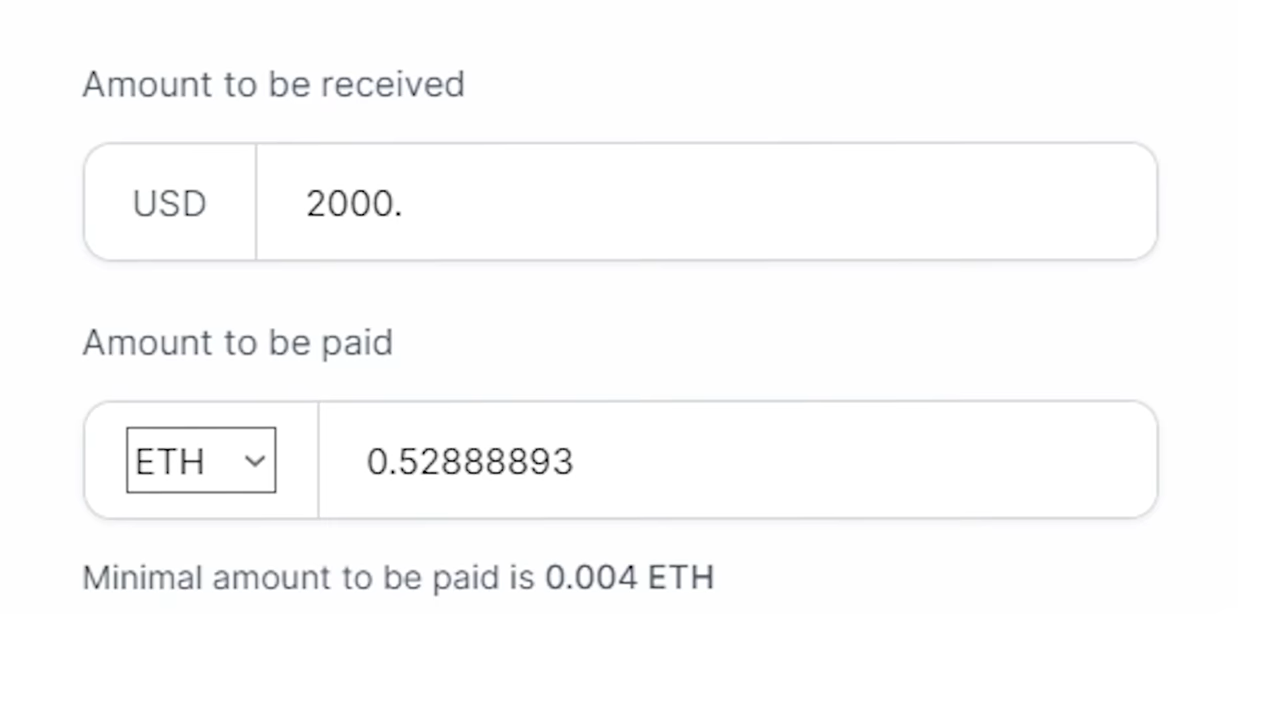 Amount to be received
USD 2000.
Amount to be paid
ETH 0.52888893
Minimal amount to be paid is 0.004 ETH